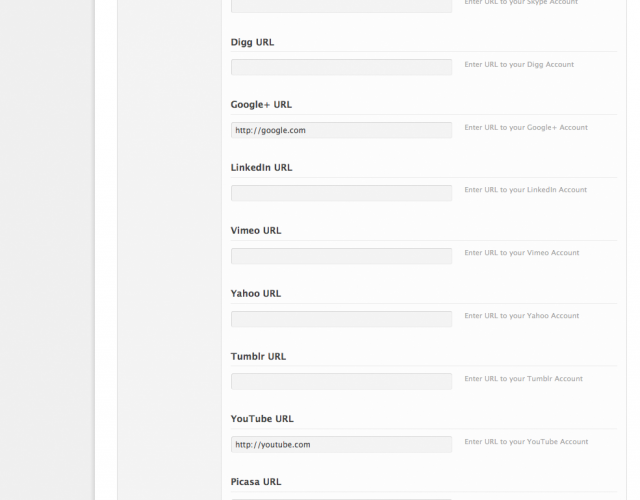 Enter URL to your Skype Account
Digg URL
Enter URL to your Digg Account
Google+ URL
http://google.com
Enter URL to your Google+ Account
LinkedIn URL
Enter URL to your LinkedIn Account
Vimeo URL
Enter URL to your Vimeo Account
Yahoo URL
Enter URL to your Yahoo Account
Tumblr URL
Enter URL to your Tumblr Account
YouTube URL
http://youtube.com
Enter URL to your YouTube Account
Picasa URL